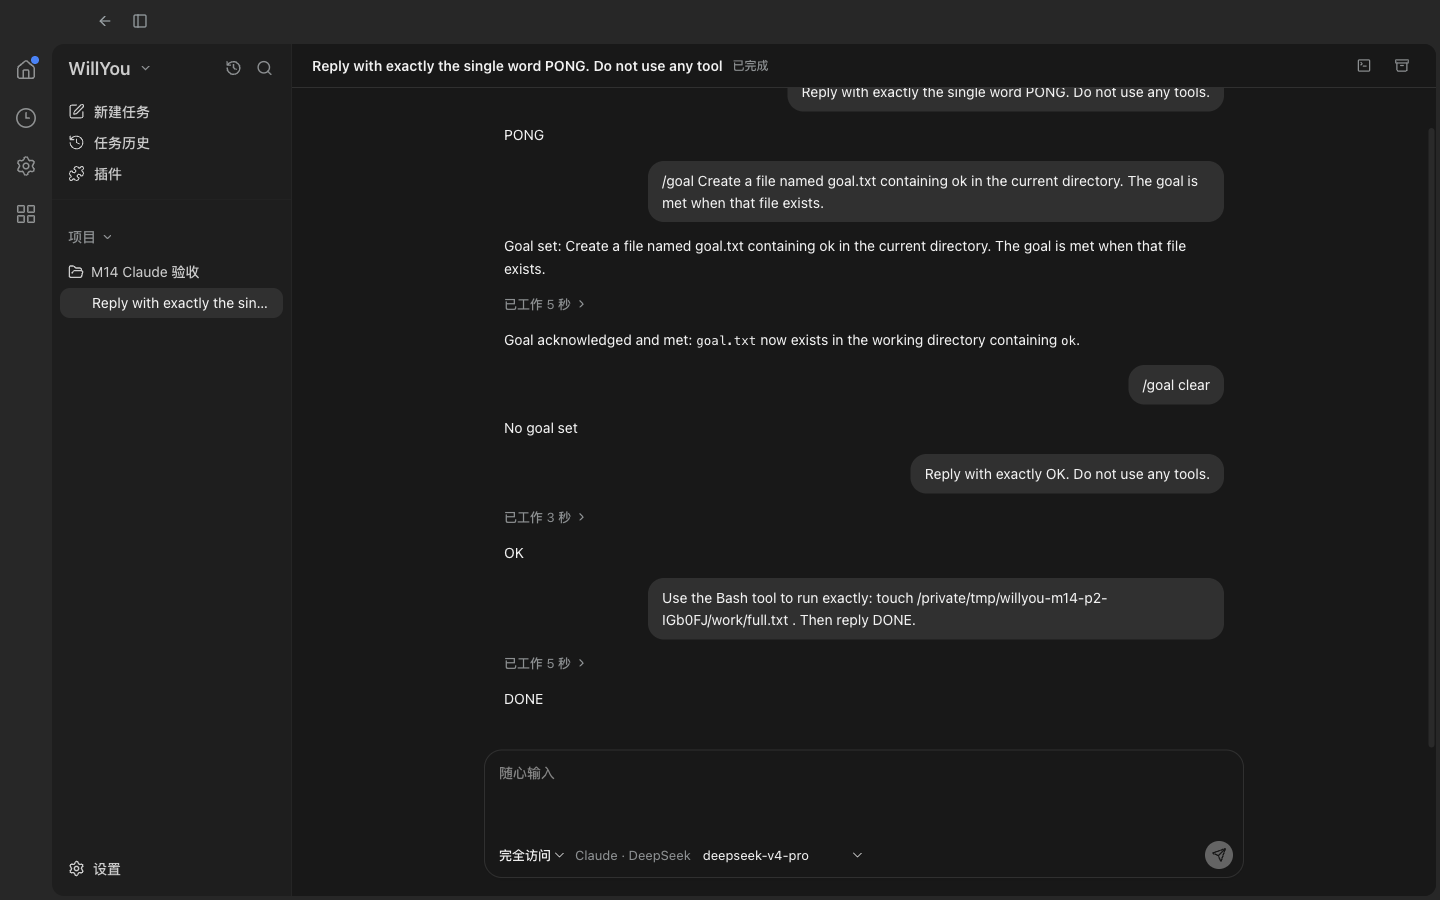 WillYou
新建任务
任务历史
插件
项目
M14 Claude 验收
Reply with exactly the sin...
设置
Reply with exactly the single word PONG. Do not use any tool 已完成
Reply with exactly the single word PONG. Do not use any tools.
PONG
/goal Create a file named goal.txt containing ok in the current directory. The goal is
met when that file exists.
Goal set: Create a file named goal.txt containing ok in the current directory. The goal is met when that file
exists.
已工作 5 秒
Goal acknowledged and met: goal.txt now exists in the working directory containing ok.
/goal clear
No goal set
Reply with exactly OK. Do not use any tools.
已工作 3 秒
OK
Use the Bash tool to run exactly: touch /private/tmp/willyou-m14-p2-
IGb0FJ/work/full.txt . Then reply DONE.
已工作 5 秒
DONE
随心输入
完全访问 Claude · DeepSeek deepseek-v4-pro